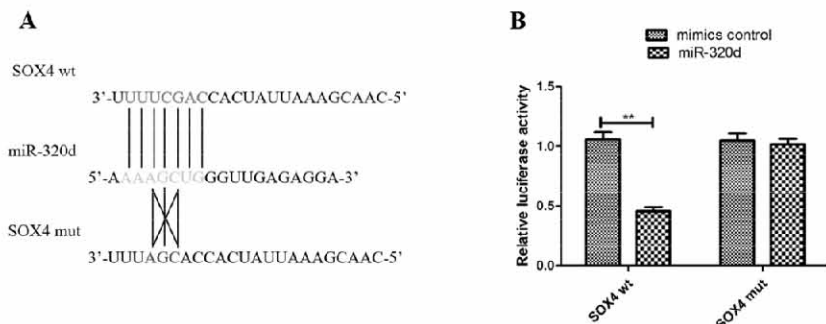 A
SOX4 wt
3'-UUUUCGACCACUAUUAAAGCAAC-5'
miR-320d
5'-AAAAGCUGGGUUGAGAGGA-3'
SOX4 mut
3'-UUUAGCACCACUAUUAAAGCAAC-5'
B
mimics control
miR-320d
Relative luciferase activity
1.5
1.0
0.5
0.0
**
SOX4 wt
SOX4 mut